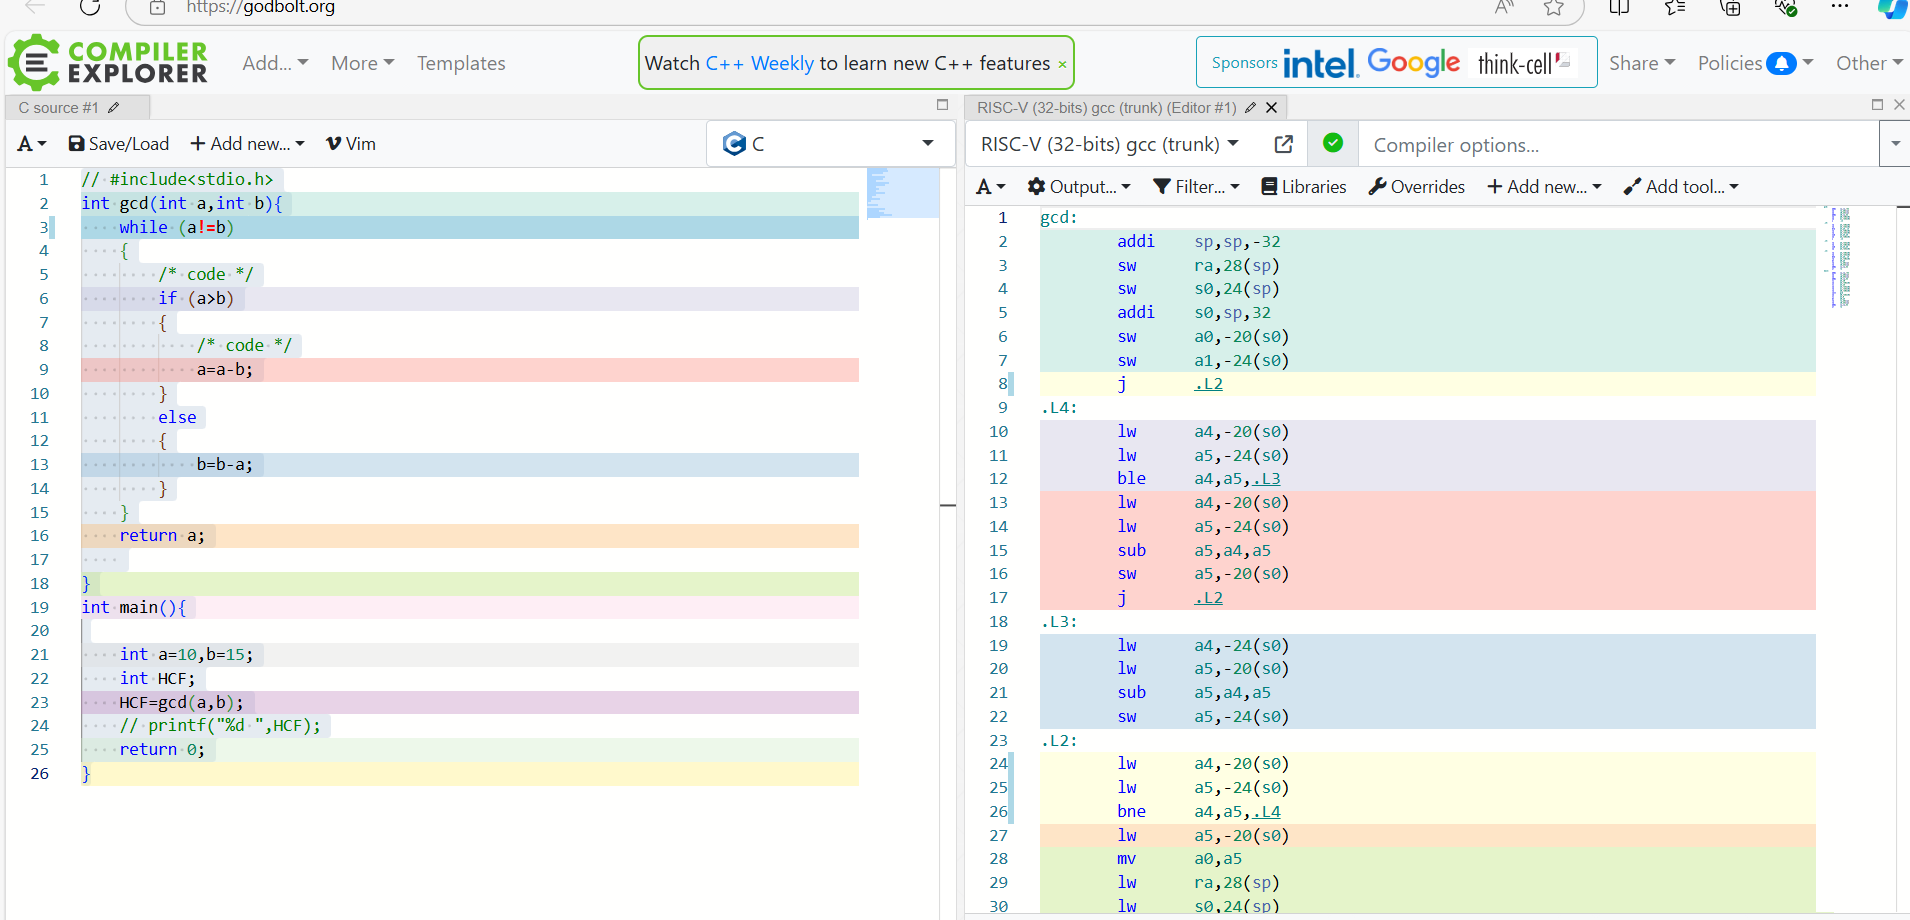 https://godbolt.org
COMPILER EXPLORER
Add... More Templates
Watch C++ Weekly to learn new C++ features ×
Sponsors intel. Google think-cell
Share Policies Other
C source #1
A Save/Load + Add new... Vim
C
1 // #include<stdio.h>
2 int gcd(int a,int b){
3 while (a!=b)
4 {
5 /* code */
6 if (a>b)
7 {
8 /* code */
9 a=a-b;
10 }
11 else
12 {
13 b=b-a;
14 }
15 }
16 return a;
17
18 }
19 int main(){
20
21 int a=10,b=15;
22 int HCF;
23 HCF=gcd(a,b);
24 // printf("%d ",HCF);
25 return 0;
26 }
RISC-V (32-bits) gcc (trunk) (Editor #1)
RISC-V (32-bits) gcc (trunk)
Compiler options...
A Output... Filter... Libraries Overrides + Add new... Add tool...
1 gcd:
2 addi sp,sp,-32
3 sw ra,28(sp)
4 sw s0,24(sp)
5 addi s0,sp,32
6 sw a0,-20(s0)
7 sw a1,-24(s0)
8 j .L2
9 .L4:
10 lw a4,-20(s0)
11 lw a5,-24(s0)
12 ble a4,a5,.L3
13 lw a4,-20(s0)
14 lw a5,-24(s0)
15 sub a5,a4,a5
16 sw a5,-20(s0)
17 j .L2
18 .L3:
19 lw a4,-24(s0)
20 lw a5,-20(s0)
21 sub a5,a4,a5
22 sw a5,-24(s0)
23 .L2:
24 lw a4,-20(s0)
25 lw a5,-24(s0)
26 bne a4,a5,.L4
27 lw a5,-20(s0)
28 mv a0,a5
29 lw ra,28(sp)
30 lw s0,24(sp)